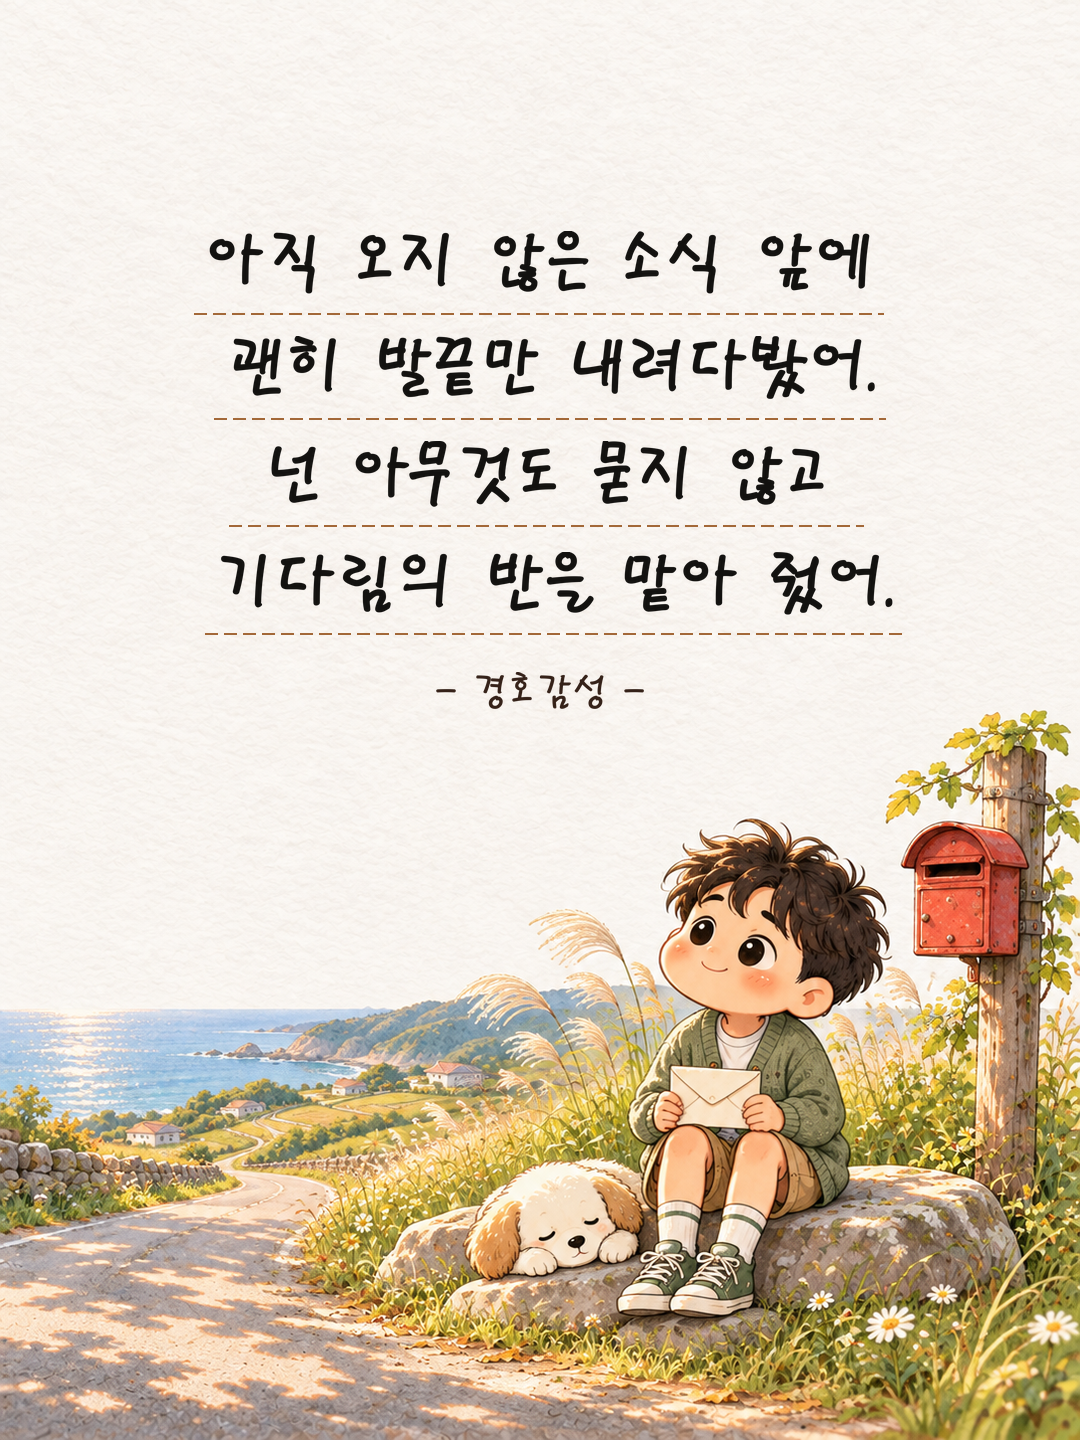 아직 오지 않은 소식 앞에
괜히 발끝만 내려다봤어.
넌 아무것도 묻지 않고
기다림의 반을 맡아 줬어.
- 경호감성 -